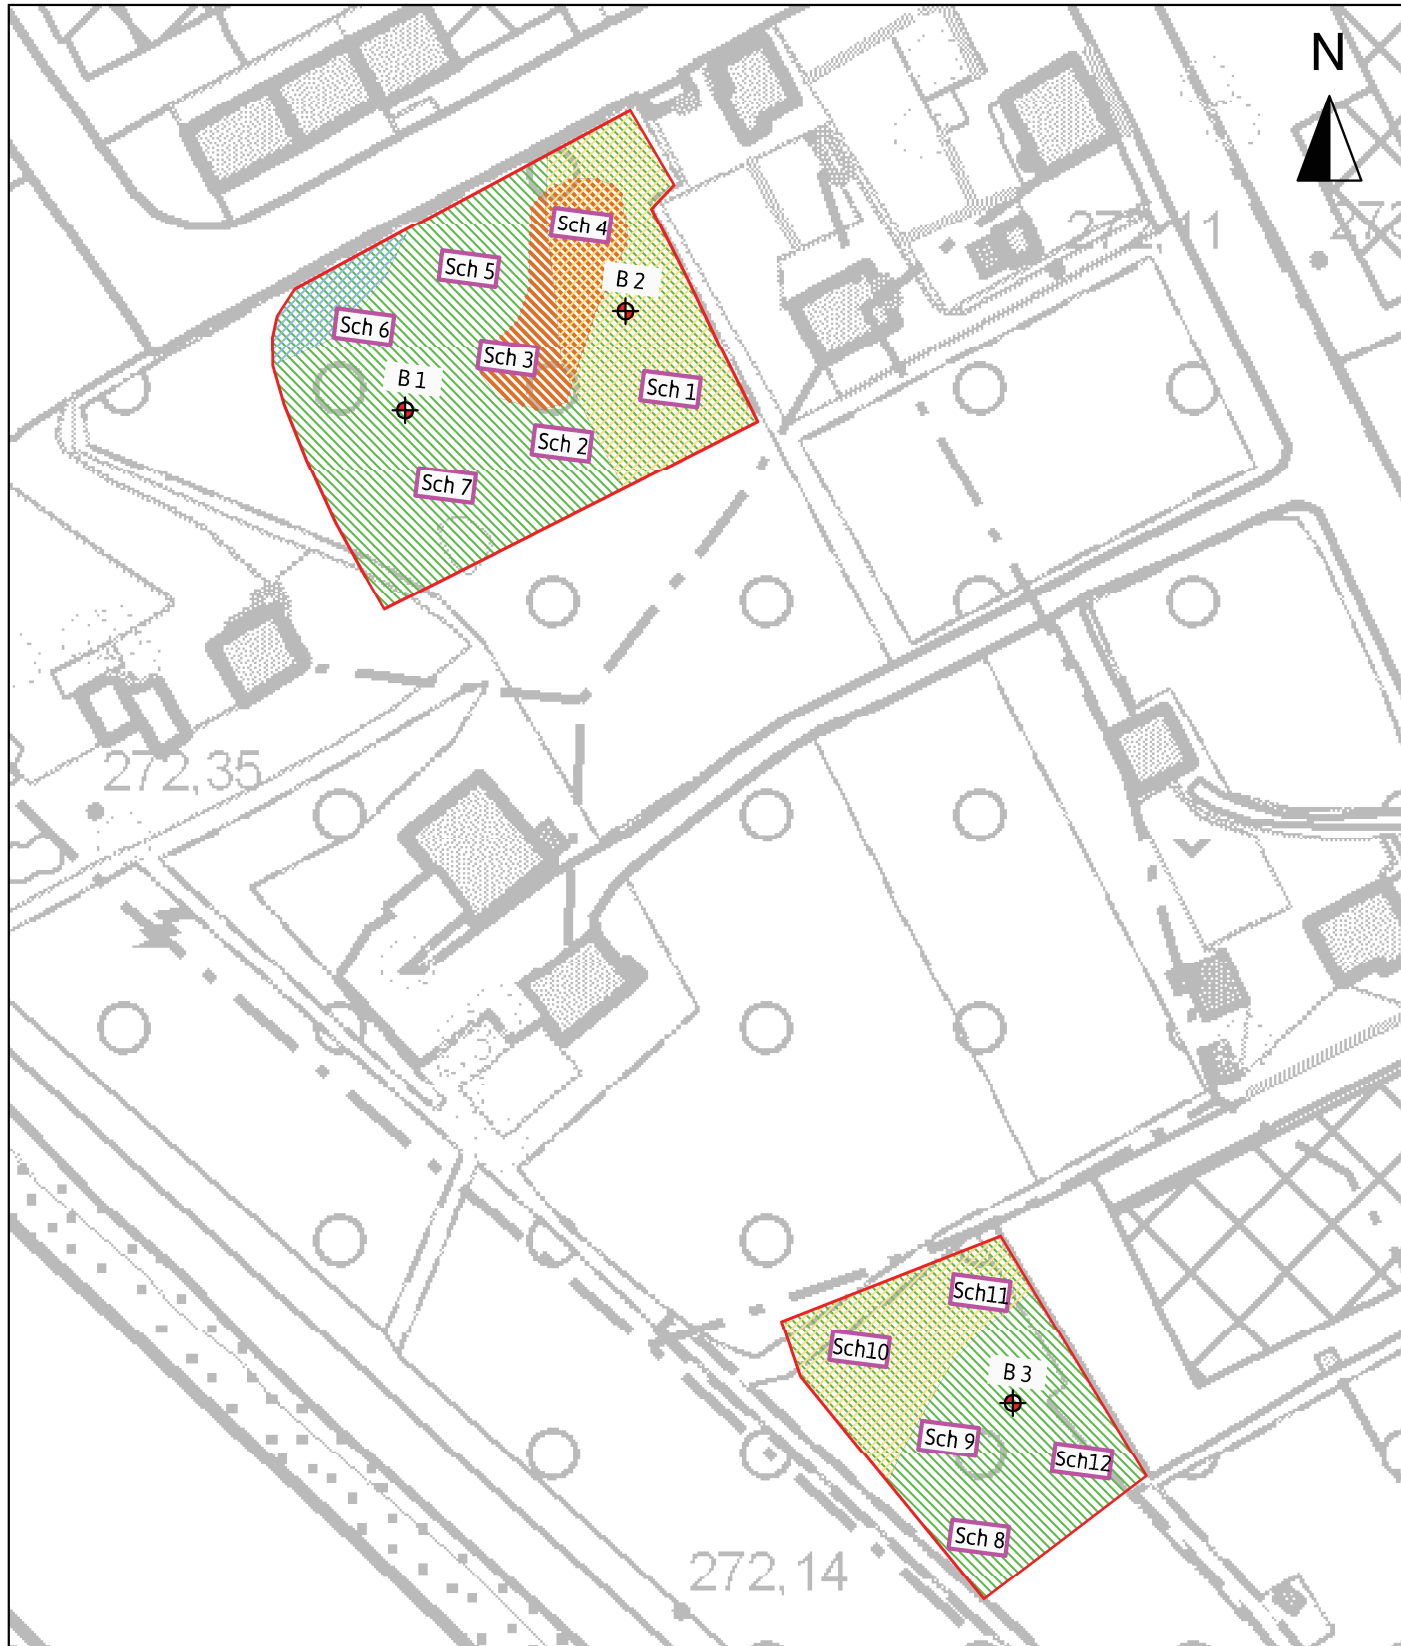 N
272,11
Sch 4
Sch 5
B 2
Sch 6
Sch 3
B 1
Sch 1
Sch 2
Sch 7
272,35
Sch11
Sch10
B 3
Sch 9
Sch12
Sch 8
272,14